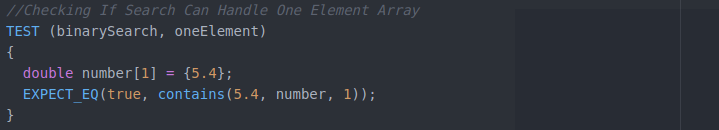 //Checking If Search Can Handle One Element Array
TEST (binarySearch, oneElement)
{
  double number[1] = {5.4};
  EXPECT_EQ(true, contains(5.4, number, 1));
}